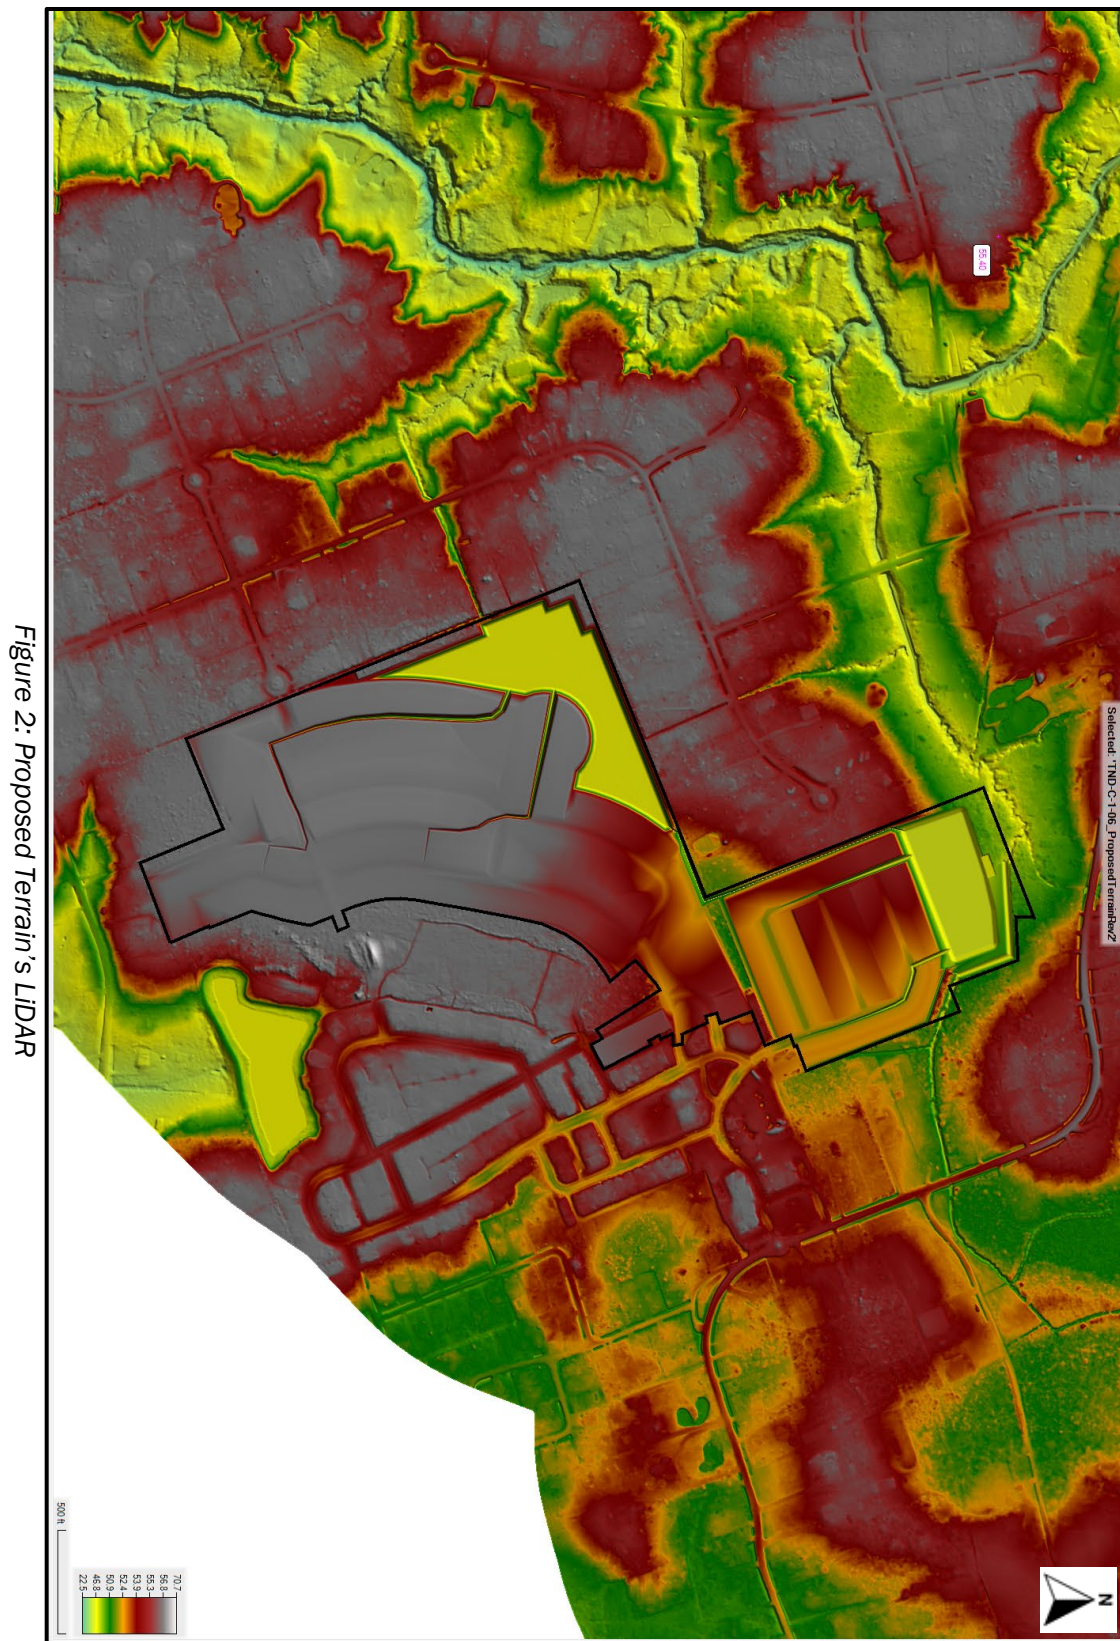 Selected: 'TND-C-1-06_ProposedTerrainRev2'
55.40
N
70.7
56.8
55.3
53.9
52.4
50.9
46.8
22.5
500 ft
Figure 2: Proposed Terrain's LiDAR